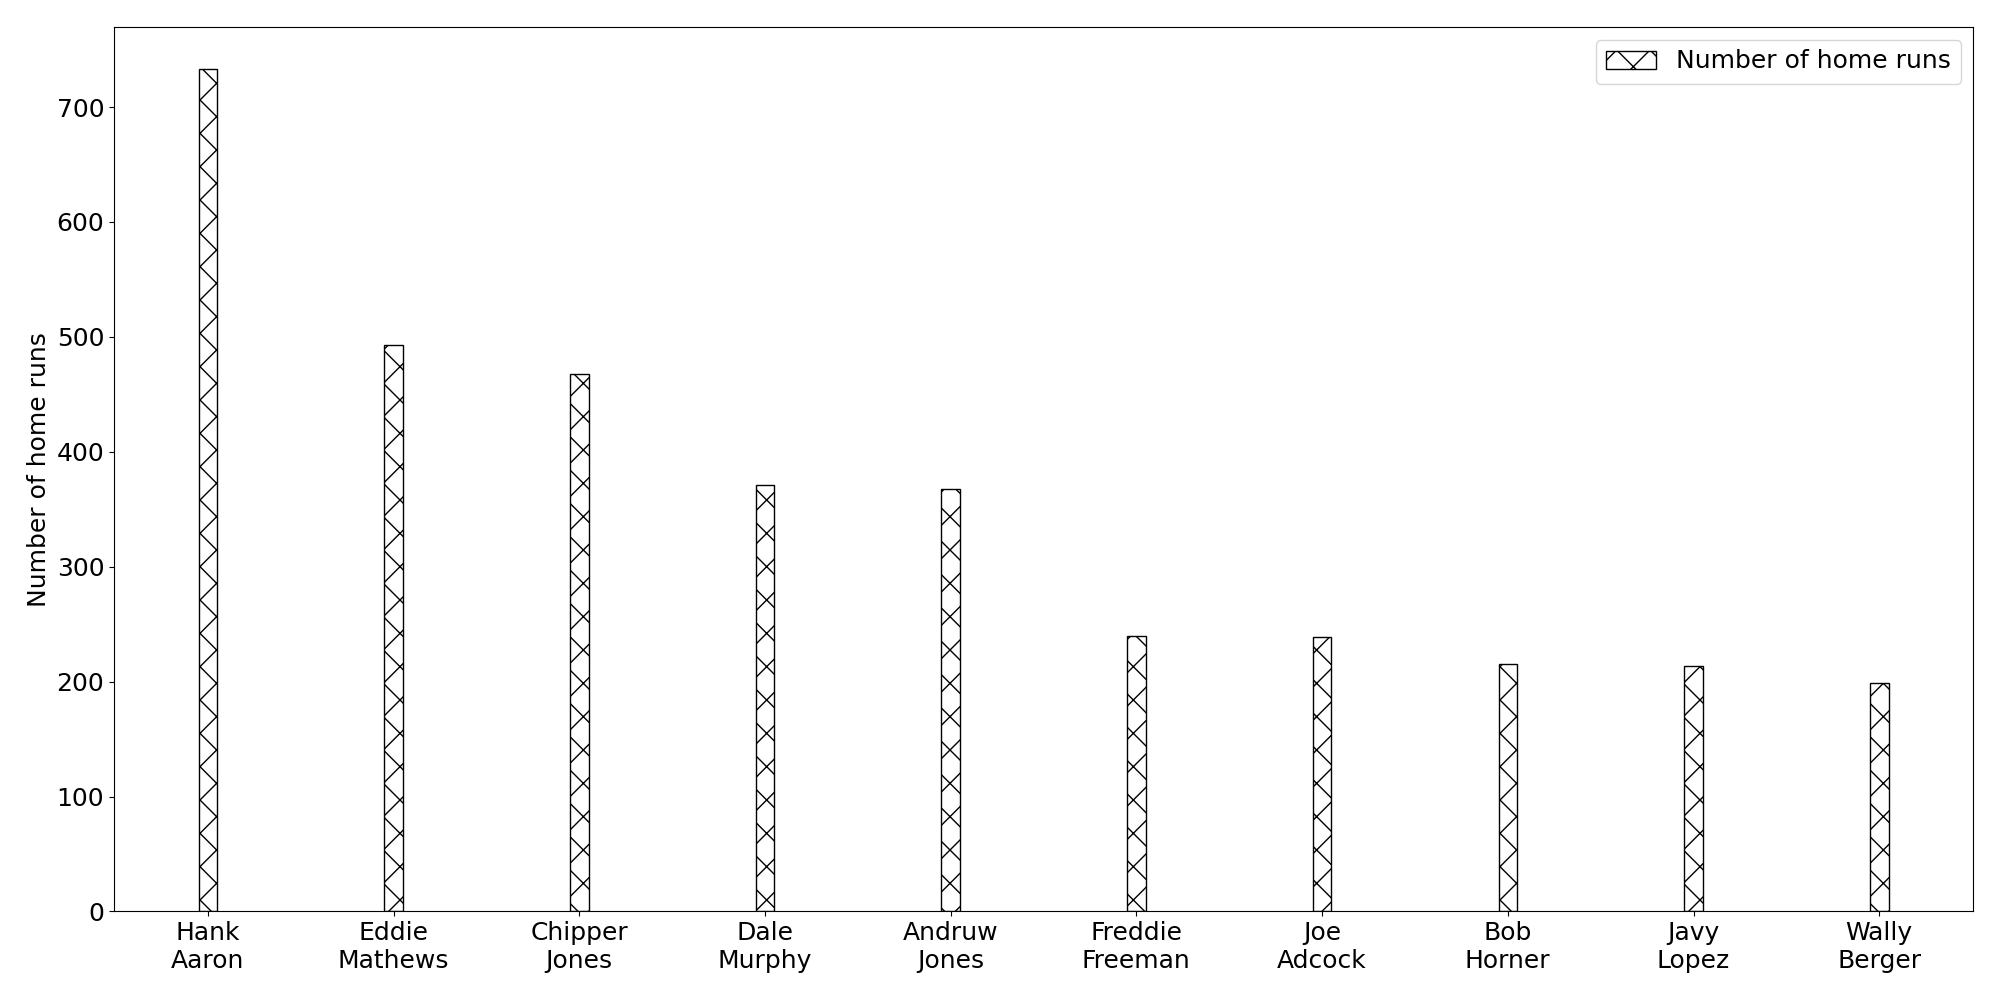 Number of home runs
Number of home runs
700
600
500
400
300
200
100
0
Hank
Aaron
Eddie
Mathews
Chipper
Jones
Dale
Murphy
Andruw
Jones
Freddie
Freeman
Joe
Adcock
Bob
Horner
Javy
Lopez
Wally
Berger